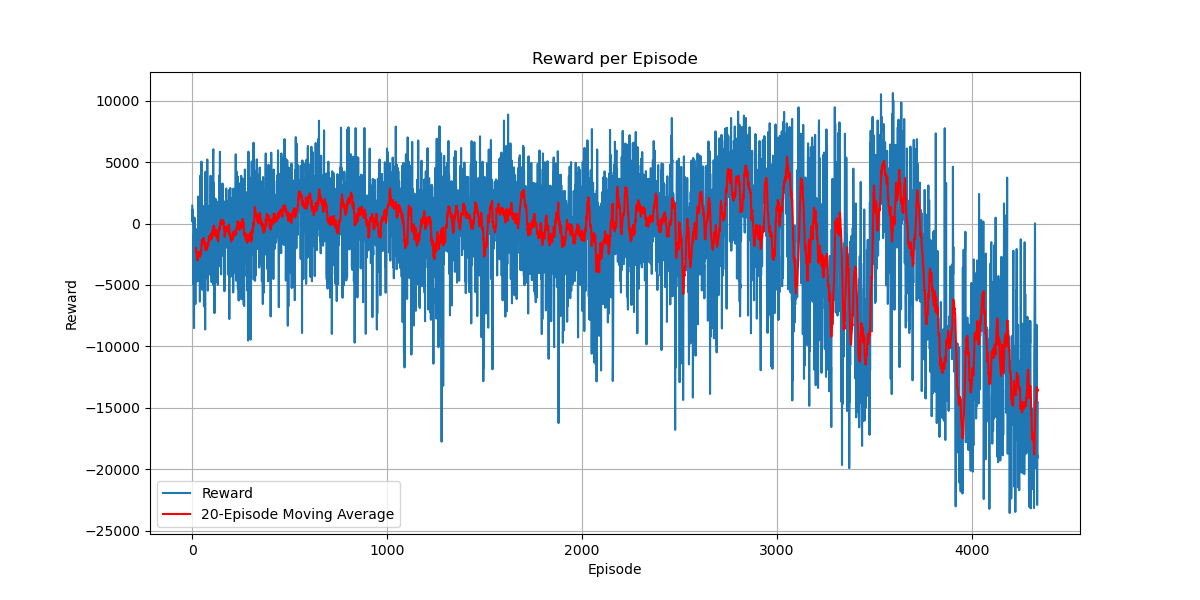 Reward per Episode
10000
5000
0
−5000
−10000
−15000
−20000
−25000
Reward
Reward
20-Episode Moving Average
0 1000 2000 3000 4000
Episode